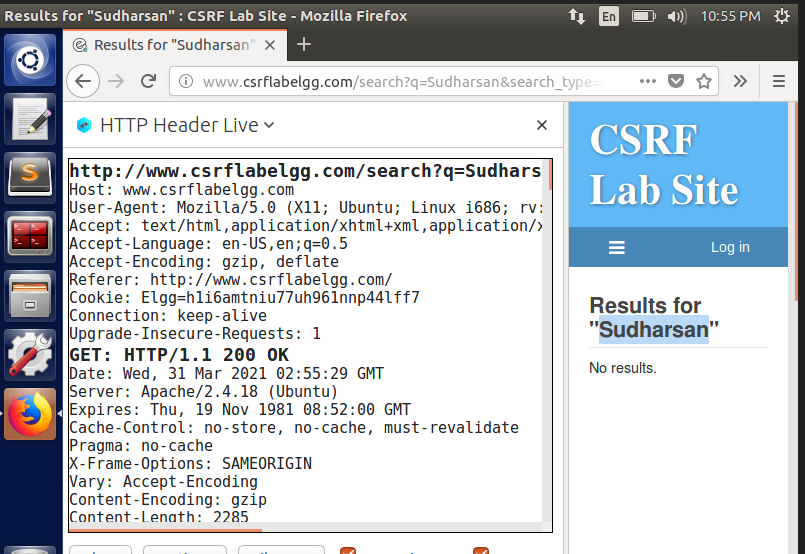 Results for "Sudharsan" : CSRF Lab Site - Mozilla Firefox
En
10:55 PM
Results for "Sudharsan"
www.csrflabelgg.com/search?q=Sudharsan&search_type=
HTTP Header Live
http://www.csrflabelgg.com/search?q=Sudhars
Host: www.csrflabelgg.com
User-Agent: Mozilla/5.0 (X11; Ubuntu; Linux i686; rv:
Accept: text/html,application/xhtml+xml,application/x
Accept-Language: en-US,en;q=0.5
Accept-Encoding: gzip, deflate
Referer: http://www.csrflabelgg.com/
Cookie: Elgg=h1i6amtniu77uh961nnp44lff7
Connection: keep-alive
Upgrade-Insecure-Requests: 1
GET: HTTP/1.1 200 OK
Date: Wed, 31 Mar 2021 02:55:29 GMT
Server: Apache/2.4.18 (Ubuntu)
Expires: Thu, 19 Nov 1981 08:52:00 GMT
Cache-Control: no-store, no-cache, must-revalidate
Pragma: no-cache
X-Frame-Options: SAMEORIGIN
Vary: Accept-Encoding
Content-Encoding: gzip
Content-Length: 2285
CSRF
Lab Site
Log in
Results for
"Sudharsan"
No results.